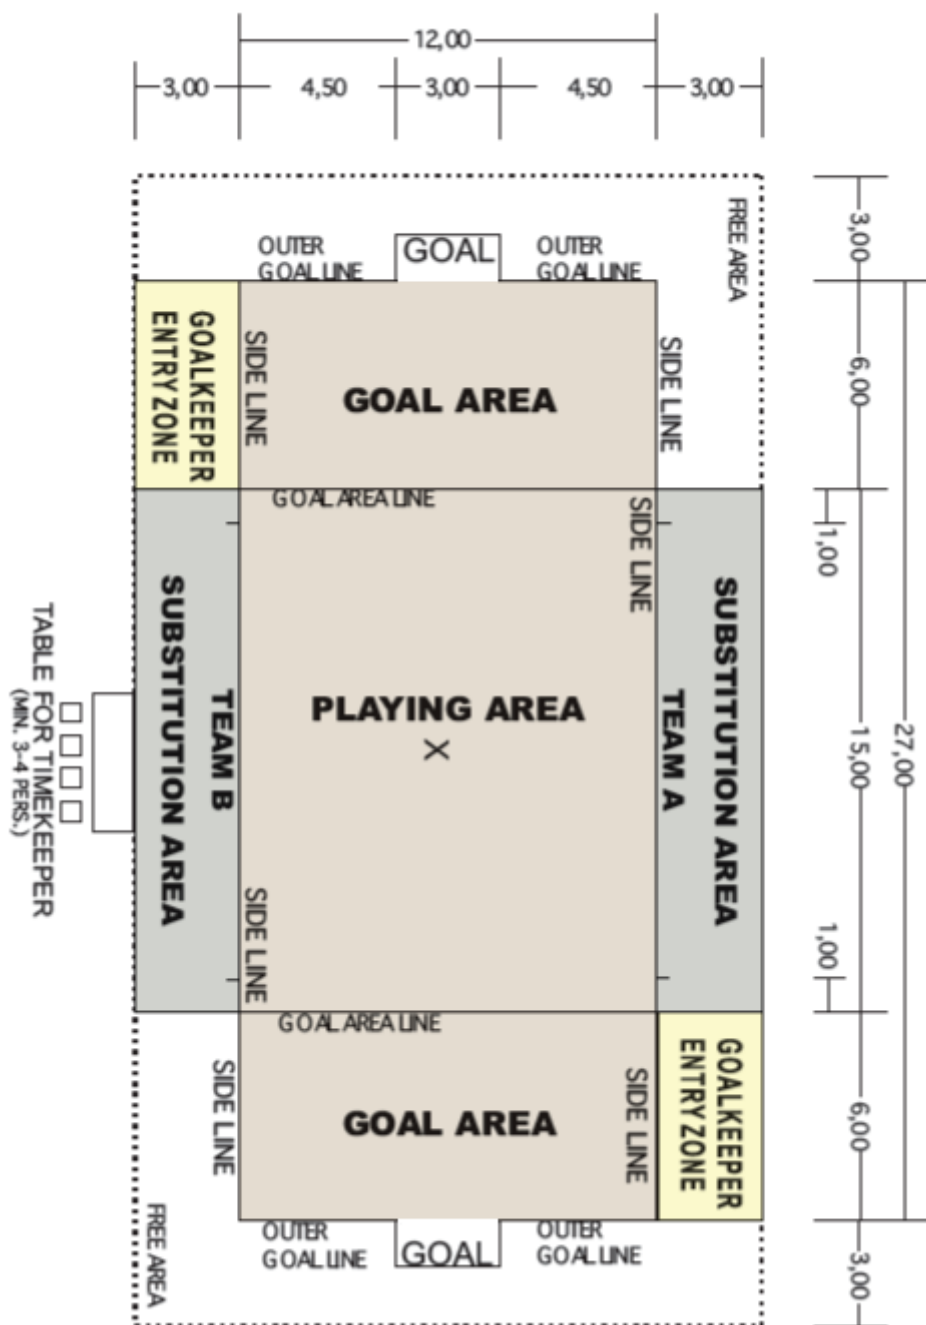 12,00
3,00
4,50
3,00
4,50
3,00
FREE AREA
3,00
OUTER
GOAL LINE
GOAL
OUTER
GOAL LINE
GOALKEEPER
ENTRY ZONE
SIDE LINE
GOAL AREA
SIDE LINE
6,00
GOAL AREA LINE
SIDE LINE
1,00
SUBSTITUTION AREA
TEAM B
PLAYING AREA
X
TEAM A
SUBSTITUTION AREA
15,00
27,00
TABLE FOR TIMEKEEPER
(MIN. 3-4 PERS.)
SIDE LINE
1,00
GOAL AREA LINE
SIDE LINE
GOAL AREA
SIDE LINE
GOALKEEPER
ENTRY ZONE
6,00
FREE AREA
OUTER
GOAL LINE
GOAL
OUTER
GOAL LINE
3,00